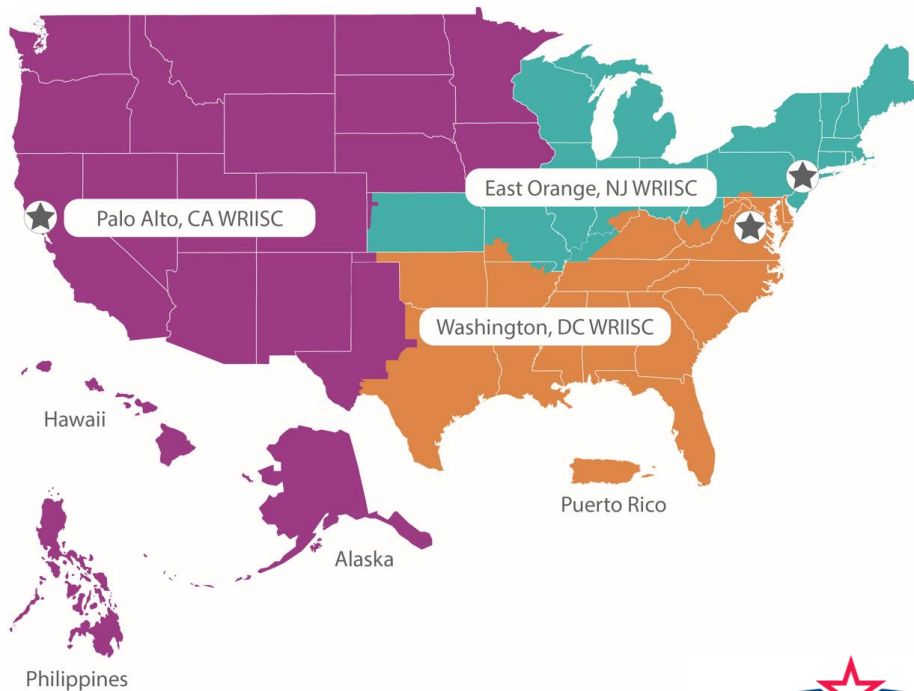 East Orange, NJ WRIISC
Palo Alto, CA WRIISC
Washington, DC WRIISC
Hawaii
Puerto Rico
Alaska
Philippines